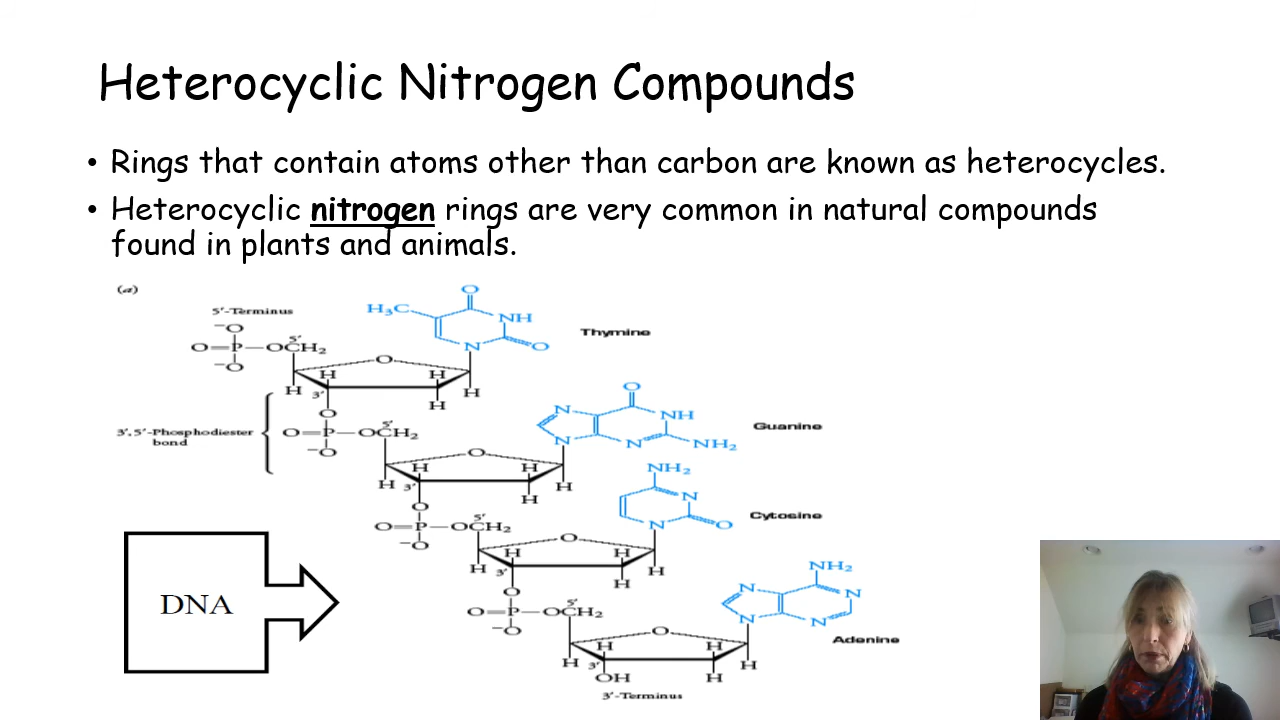 Heterocyclic Nitrogen Compounds
• Rings that contain atoms other than carbon are known as heterocycles.
• Heterocyclic nitrogen rings are very common in natural compounds
found in plants and animals.
(a)
5′-Terminus
H₃C
O
NH
N
O
Thymine
⁻O
O=P—OCH₂
5′
⁻O
O
H
H
H
H
3′
H
O
3′,5′-Phosphodiester
bond
O=P—OCH₂
5′
⁻O
O
N
NH
N
N
NH₂
Guanine
O
H
H
H
H
3′
H
O
O=P—OCH₂
5′
⁻O
NH₂
N
N
O
Cytosine
O
H
H
H
H
3′
H
O
O=P—OCH₂
5′
⁻O
NH₂
N
N
N
N
Adenine
O
H
H
H
H
3′
H
OH
3′-Terminus
DNA